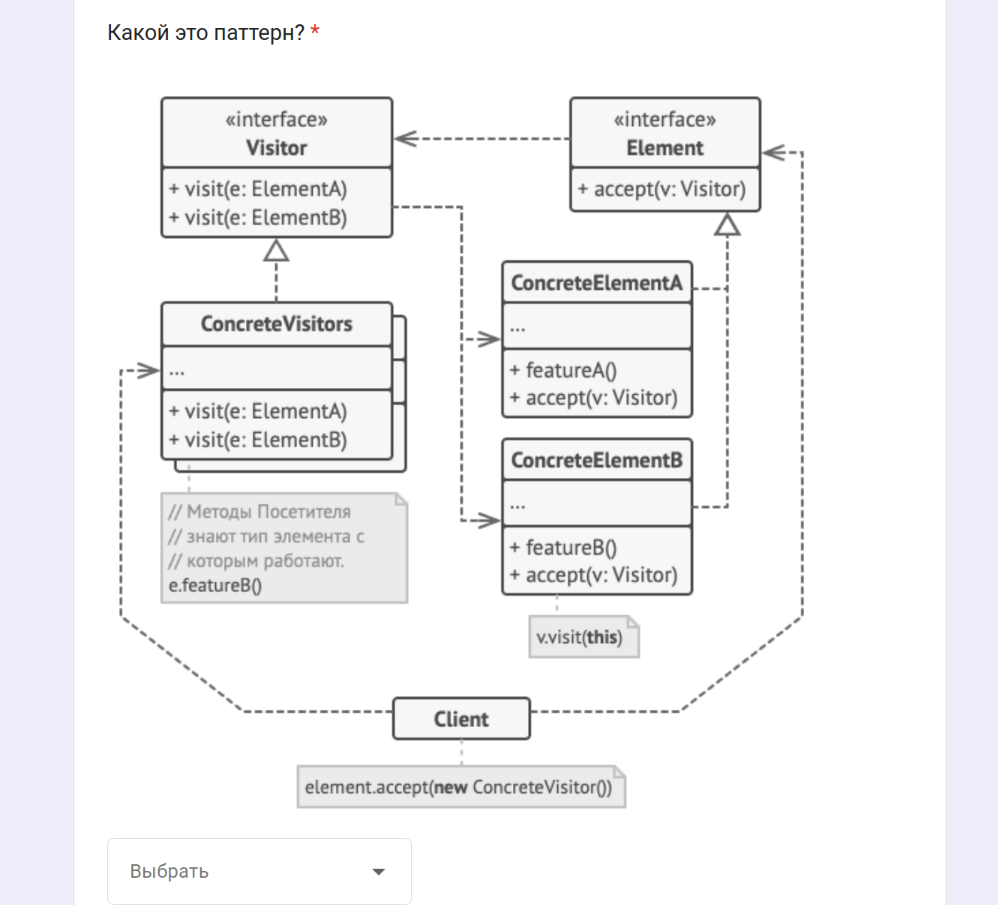 Какой это паттерн? *
«interface»
Visitor
+ visit(e: ElementA)
+ visit(e: ElementB)
«interface»
Element
+ accept(v: Visitor)
ConcreteElementA
...
+ featureA()
+ accept(v: Visitor)
ConcreteVisitors
...
+ visit(e: ElementA)
+ visit(e: ElementB)
ConcreteElementB
...
+ featureB()
+ accept(v: Visitor)
// Методы Посетителя
// знают тип элемента с
// которым работают.
e.featureB()
v.visit(this)
Client
element.accept(new ConcreteVisitor())
Выбрать